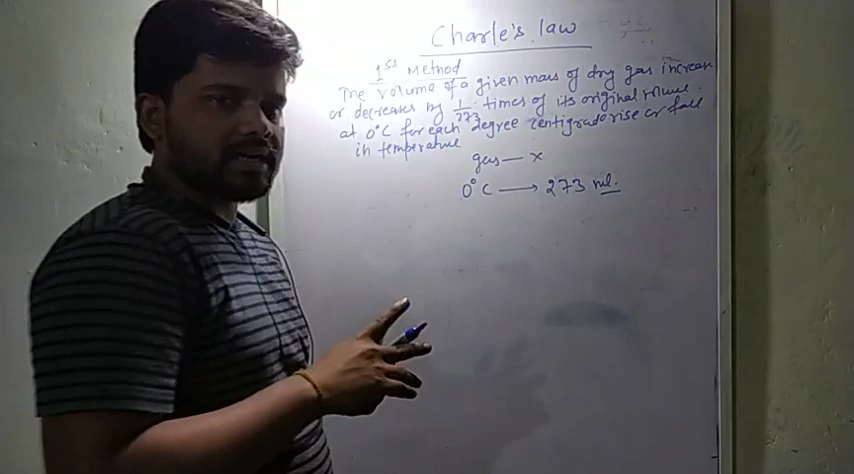 Charle's law
1st Method
The volume of a given mass of dry gas increase
or decreases by 1/273 times of its original volume
at 0°C for each degree centigrade rise or fall
in temperature
gas — x
0°C → 273 ml.